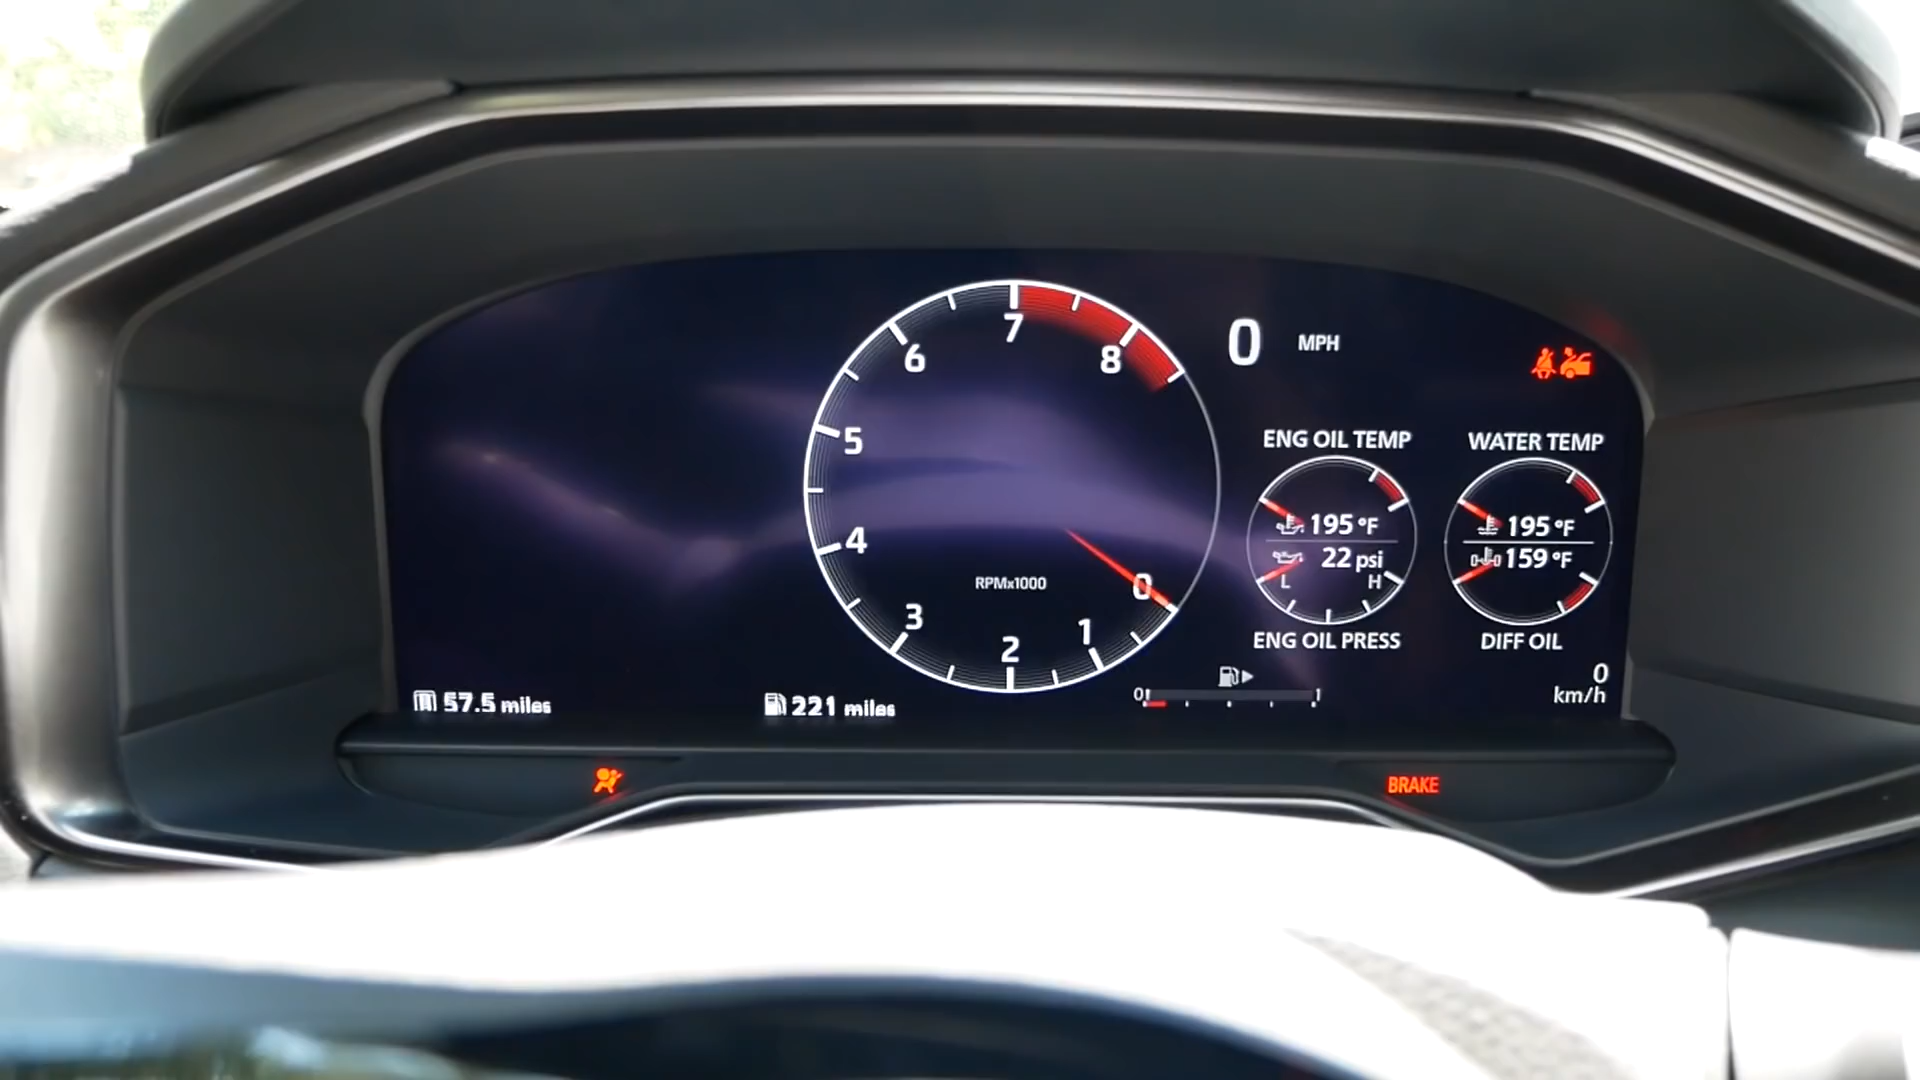 7
6
8
5
4
3
2
1
0
RPMx1000
0 MPH
ENG OIL TEMP
195 °F
22 psi
L H
ENG OIL PRESS
WATER TEMP
195 °F
159 °F
DIFF OIL
0 1
0
km/h
57.5 miles
221 miles
BRAKE